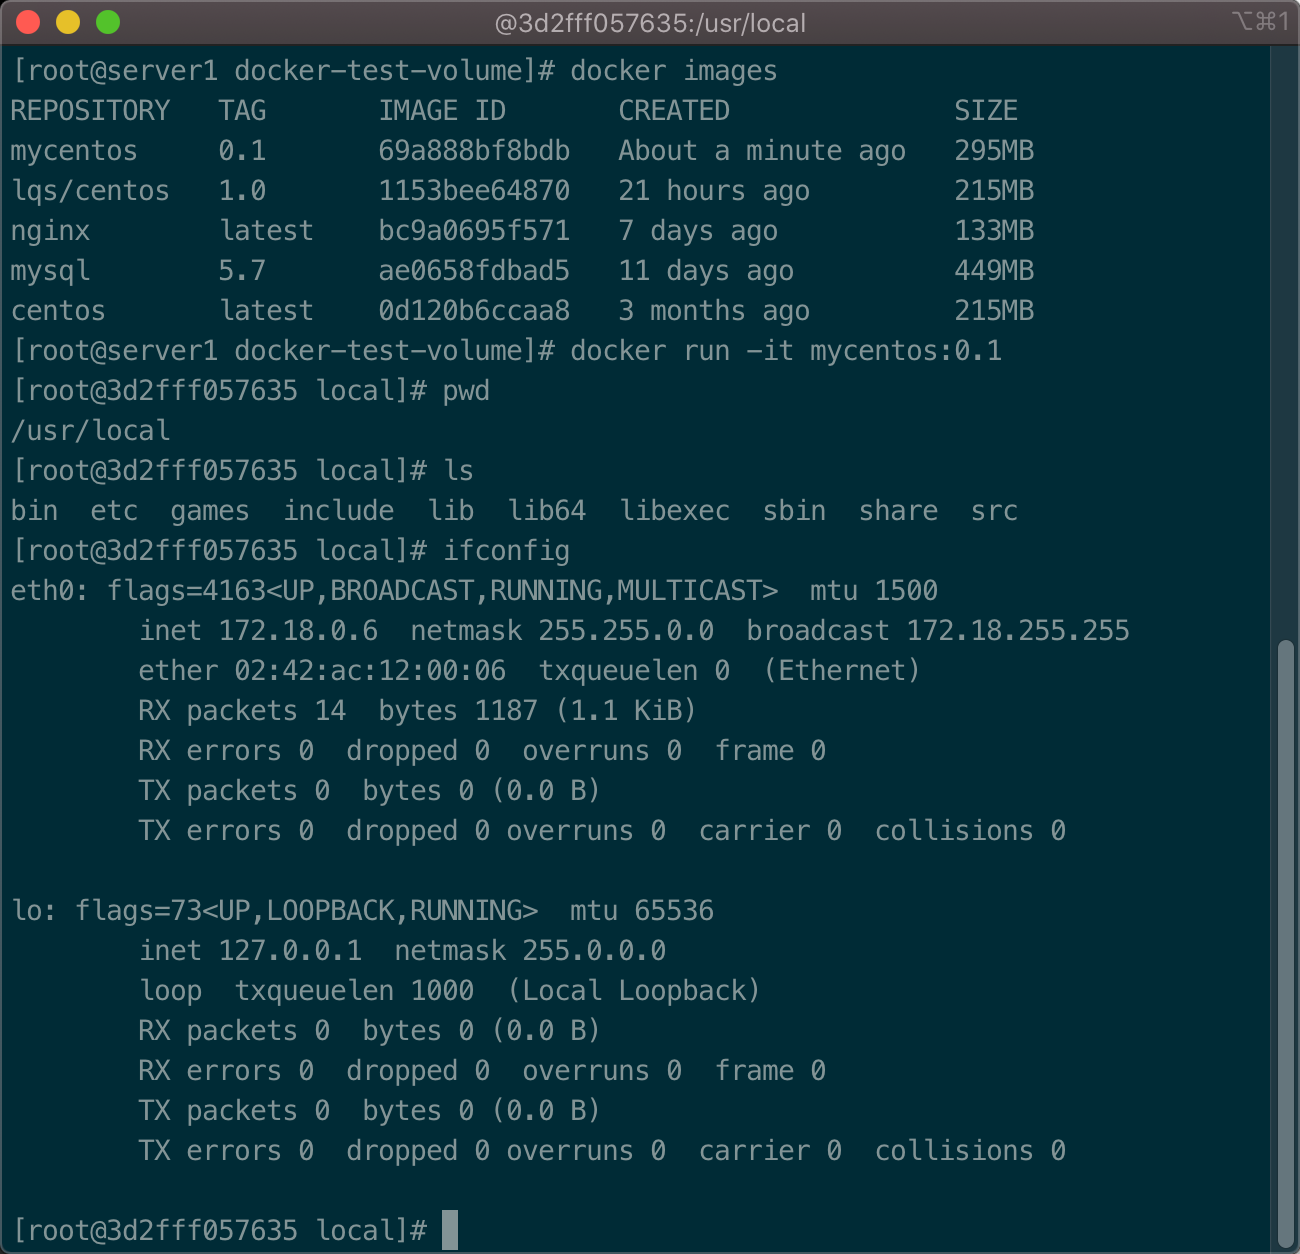 @3d2fff057635:/usr/local ⌥⌘1
[root@server1 docker-test-volume]# docker images
REPOSITORY   TAG       IMAGE ID       CREATED              SIZE
mycentos     0.1       69a888bf8bdb   About a minute ago   295MB
lqs/centos   1.0       1153bee64870   21 hours ago         215MB
nginx        latest    bc9a0695f571   7 days ago           133MB
mysql        5.7       ae0658fdbad5   11 days ago          449MB
centos       latest    0d120b6ccaa8   3 months ago         215MB
[root@server1 docker-test-volume]# docker run -it mycentos:0.1
[root@3d2fff057635 local]# pwd
/usr/local
[root@3d2fff057635 local]# ls
bin  etc  games  include  lib  lib64  libexec  sbin  share  src
[root@3d2fff057635 local]# ifconfig
eth0: flags=4163<UP,BROADCAST,RUNNING,MULTICAST>  mtu 1500
        inet 172.18.0.6  netmask 255.255.0.0  broadcast 172.18.255.255
        ether 02:42:ac:12:00:06  txqueuelen 0  (Ethernet)
        RX packets 14  bytes 1187 (1.1 KiB)
        RX errors 0  dropped 0  overruns 0  frame 0
        TX packets 0  bytes 0 (0.0 B)
        TX errors 0  dropped 0 overruns 0  carrier 0  collisions 0
lo: flags=73<UP,LOOPBACK,RUNNING>  mtu 65536
        inet 127.0.0.1  netmask 255.0.0.0
        loop  txqueuelen 1000  (Local Loopback)
        RX packets 0  bytes 0 (0.0 B)
        RX errors 0  dropped 0  overruns 0  frame 0
        TX packets 0  bytes 0 (0.0 B)
        TX errors 0  dropped 0 overruns 0  carrier 0  collisions 0
[root@3d2fff057635 local]#